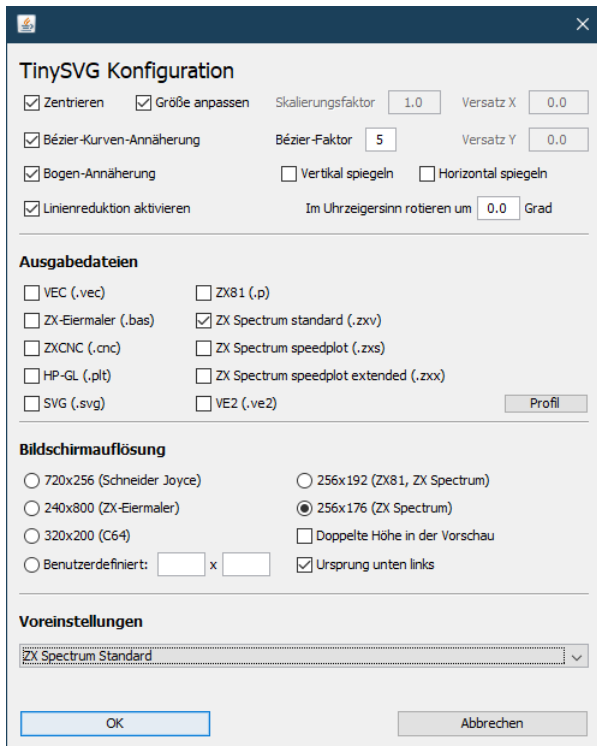 TinySVG Konfiguration
Zentrieren Größe anpassen Skalierungsfaktor 1.0 Versatz X 0.0
Bézier-Kurven-Annäherung Bézier-Faktor 5 Versatz Y 0.0
Bogen-Annäherung Vertikal spiegeln Horizontal spiegeln
Linienreduktion aktivieren Im Uhrzeigersinn rotieren um 0.0 Grad
Ausgabedateien
VEC (.vec) ZX81 (.p)
ZX-Eiermaler (.bas) ZX Spectrum standard (.zxv)
ZXCNC (.cnc) ZX Spectrum speedplot (.zxs)
HP-GL (.plt) ZX Spectrum speedplot extended (.zxx)
SVG (.svg) VE2 (.ve2) Profil
Bildschirmauflösung
720x256 (Schneider Joyce) 256x192 (ZX81, ZX Spectrum)
240x800 (ZX-Eiermaler) 256x176 (ZX Spectrum)
320x200 (C64) Doppelte Höhe in der Vorschau
Benutzerdefiniert: x Ursprung unten links
Voreinstellungen
ZX Spectrum Standard
OK Abbrechen